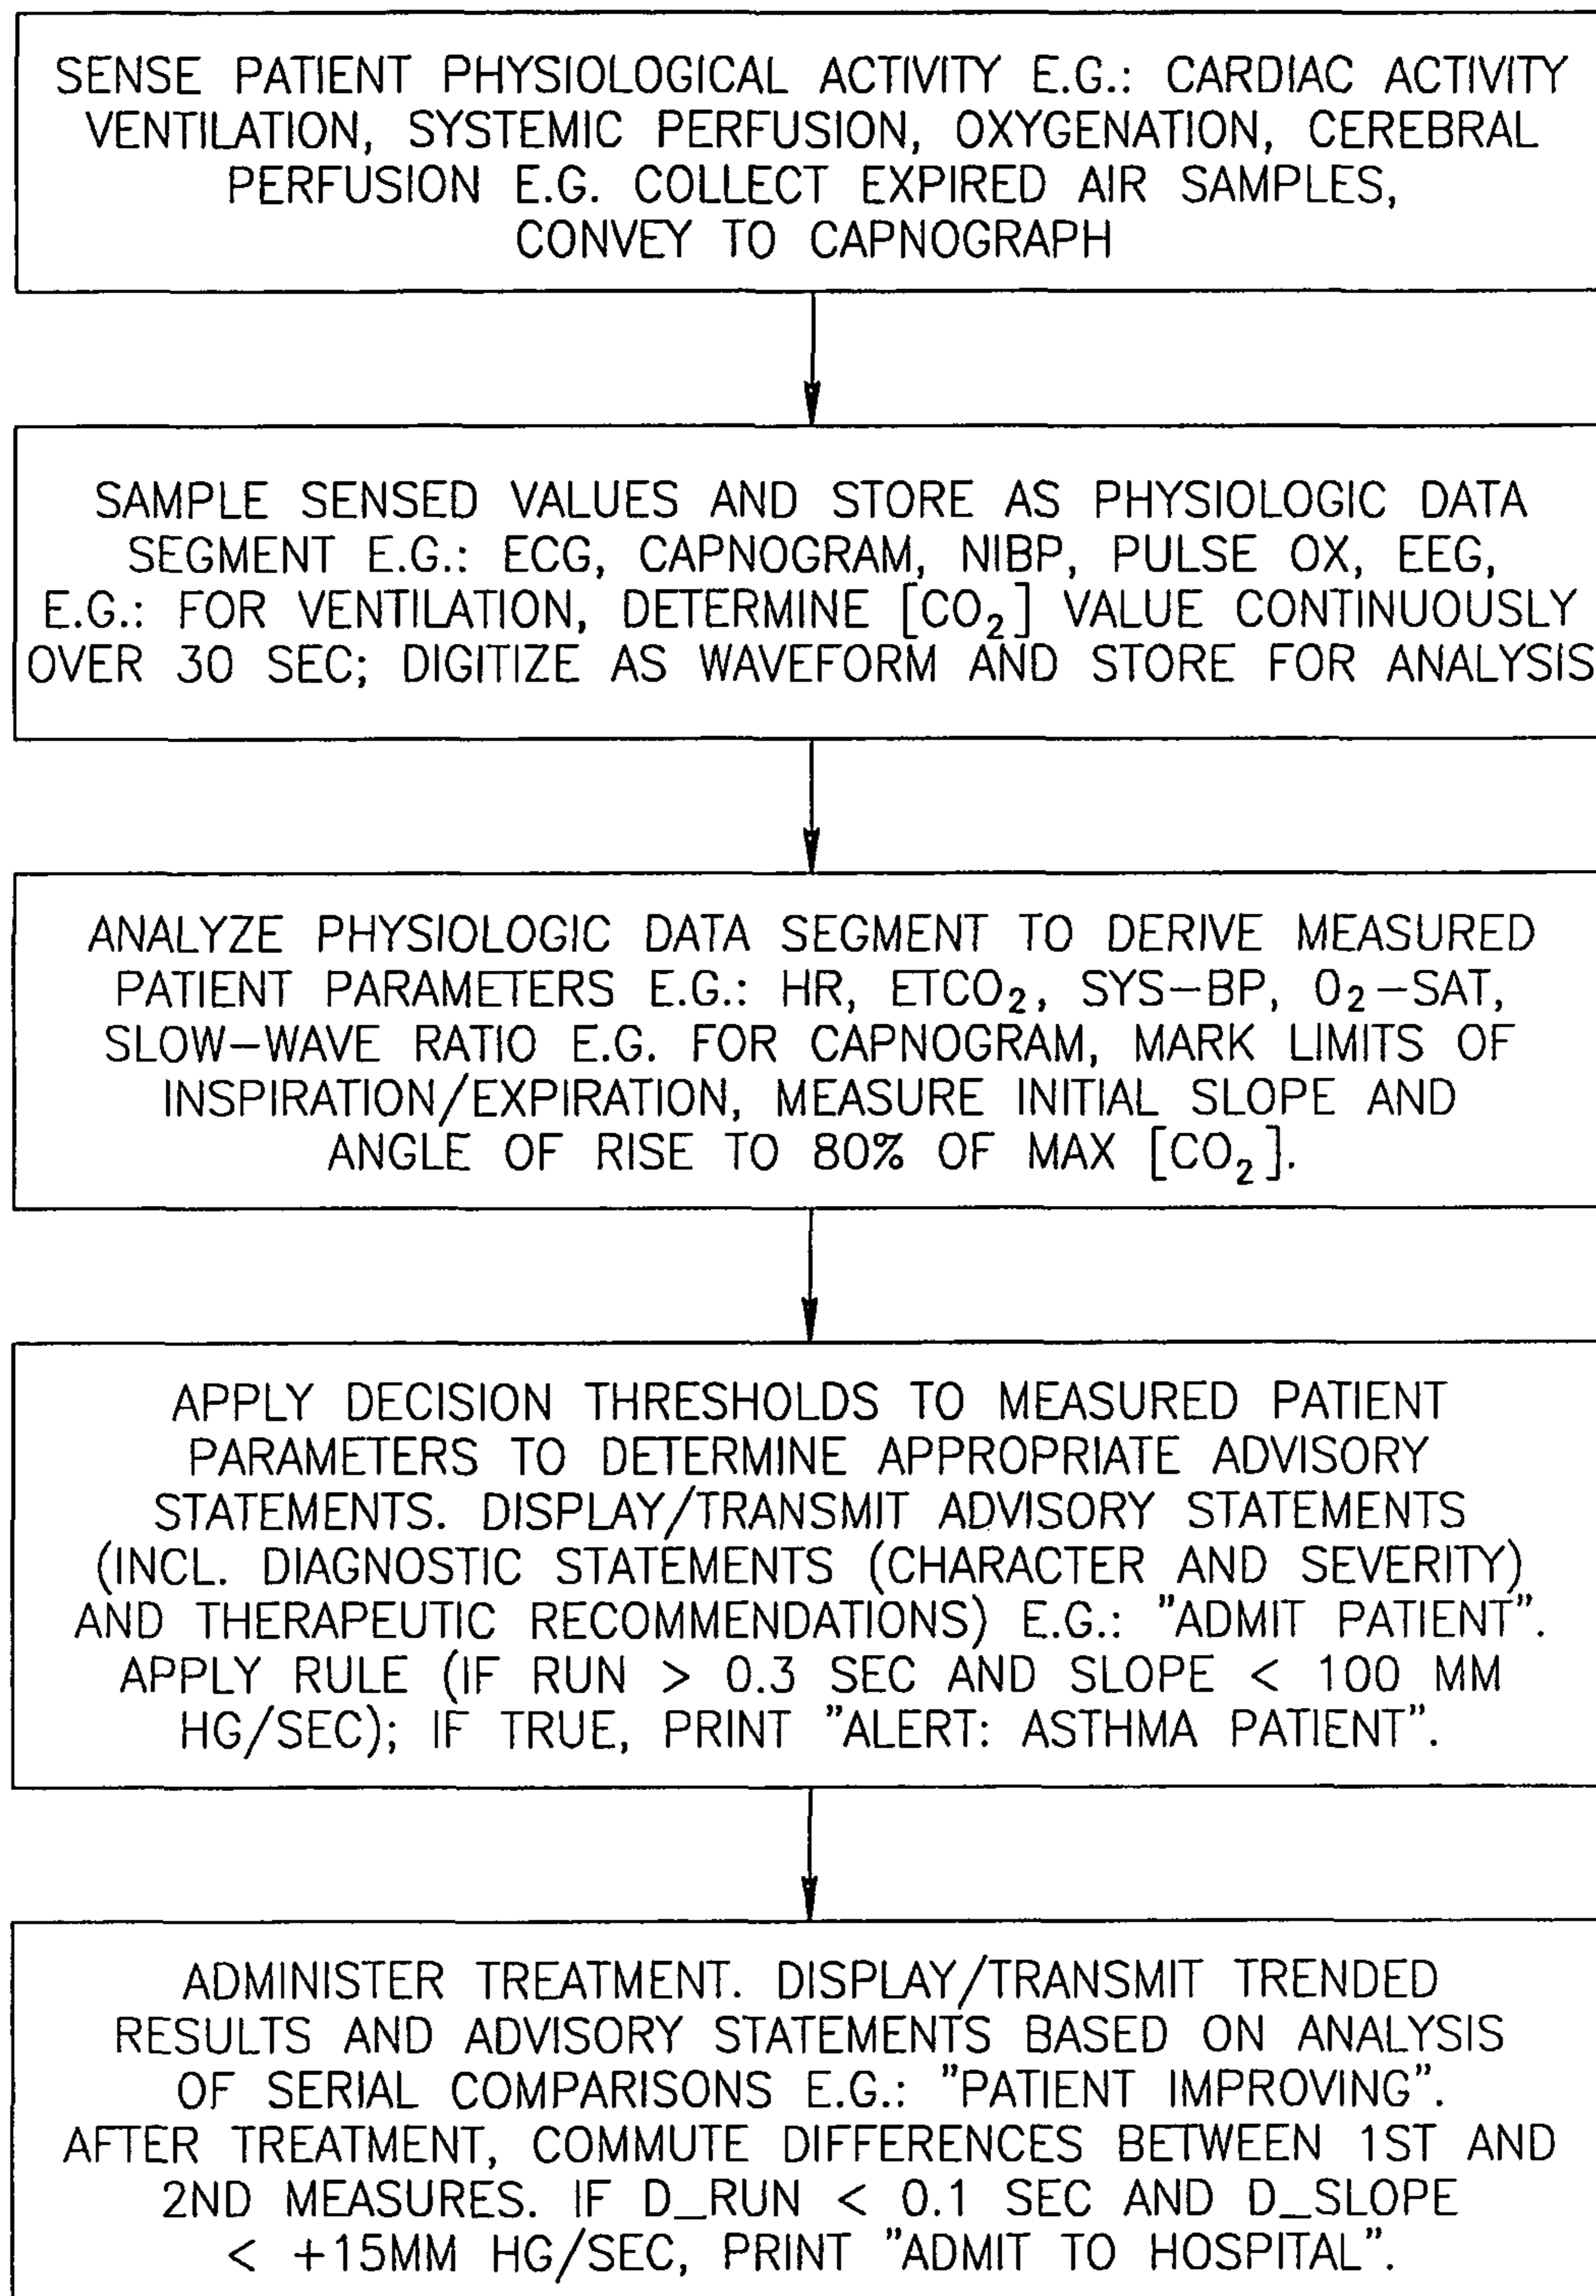 SENSE PATIENT PHYSIOLOGICAL ACTIVITY E.G.: CARDIAC ACTIVITY
VENTILATION, SYSTEMIC PERFUSION, OXYGENATION, CEREBRAL
PERFUSION E.G. COLLECT EXPIRED AIR SAMPLES,
CONVEY TO CAPNOGRAPH
SAMPLE SENSED VALUES AND STORE AS PHYSIOLOGIC DATA
SEGMENT E.G.: ECG, CAPNOGRAM, NIBP, PULSE OX, EEG,
E.G.: FOR VENTILATION, DETERMINE [CO₂] VALUE CONTINUOUSLY
OVER 30 SEC; DIGITIZE AS WAVEFORM AND STORE FOR ANALYSIS
ANALYZE PHYSIOLOGIC DATA SEGMENT TO DERIVE MEASURED
PATIENT PARAMETERS E.G.: HR, ETCO₂, SYS-BP, O₂-SAT,
SLOW-WAVE RATIO E.G. FOR CAPNOGRAM, MARK LIMITS OF
INSPIRATION/EXPIRATION, MEASURE INITIAL SLOPE AND
ANGLE OF RISE TO 80% OF MAX [CO₂].
APPLY DECISION THRESHOLDS TO MEASURED PATIENT
PARAMETERS TO DETERMINE APPROPRIATE ADVISORY
STATEMENTS. DISPLAY/TRANSMIT ADVISORY STATEMENTS
(INCL. DIAGNOSTIC STATEMENTS (CHARACTER AND SEVERITY)
AND THERAPEUTIC RECOMMENDATIONS) E.G.: "ADMIT PATIENT".
APPLY RULE (IF RUN > 0.3 SEC AND SLOPE < 100 MM
HG/SEC); IF TRUE, PRINT "ALERT: ASTHMA PATIENT".
ADMINISTER TREATMENT. DISPLAY/TRANSMIT TRENDED
RESULTS AND ADVISORY STATEMENTS BASED ON ANALYSIS
OF SERIAL COMPARISONS E.G.: "PATIENT IMPROVING".
AFTER TREATMENT, COMMUTE DIFFERENCES BETWEEN 1ST AND
2ND MEASURES. IF D_RUN < 0.1 SEC AND D_SLOPE
< +15MM HG/SEC, PRINT "ADMIT TO HOSPITAL".